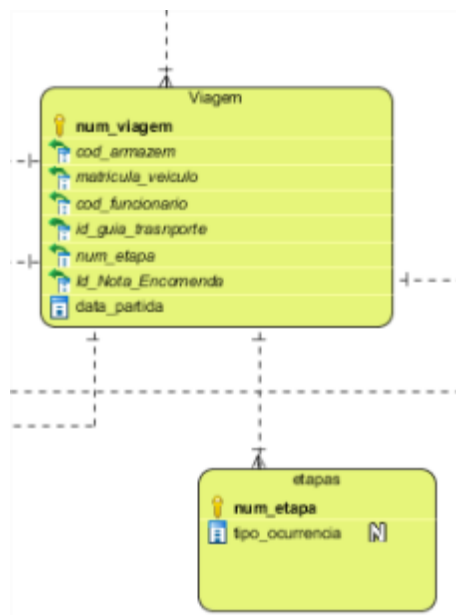 Viagem
num_viagem
cod_armazem
matricula_veiculo
cod_funcionario
id_guia_trasnporte
num_etapa
Id_Nota_Encomenda
data_partida
etapas
num_etapa
tipo_ocurrencia N